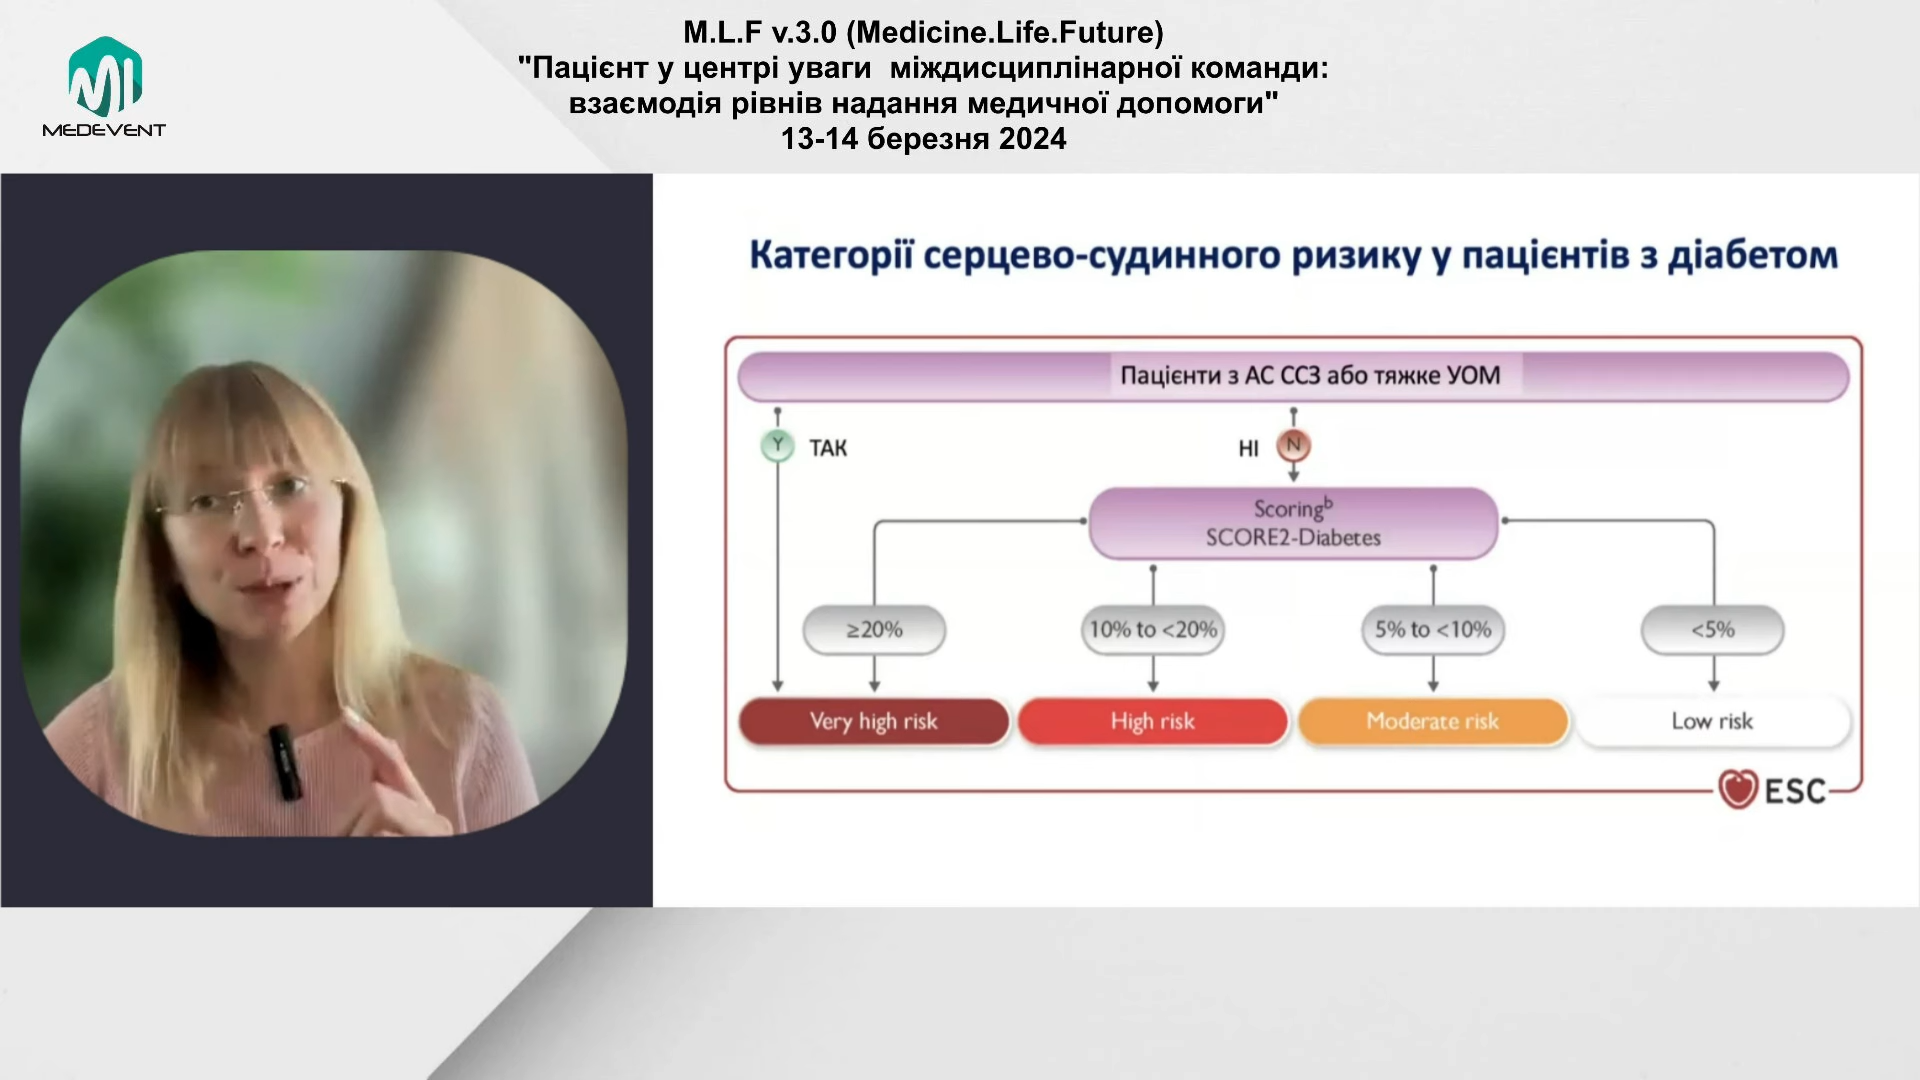 M.L.F v.3.0 (Medicine.Life.Future)
"Пацієнт у центрі уваги  міждисциплінарної команди:
взаємодія рівнів надання медичної допомоги"
13-14 березня 2024
MEDEVENT
Категорії серцево-судинного ризику у пацієнтів з діабетом
Пацієнти з АС ССЗ або тяжке УОМ
Y ТАК
НІ N
Scoringᵇ
SCORE2-Diabetes
≥20%
10% to <20%
5% to <10%
<5%
Very high risk
High risk
Moderate risk
Low risk
ESC